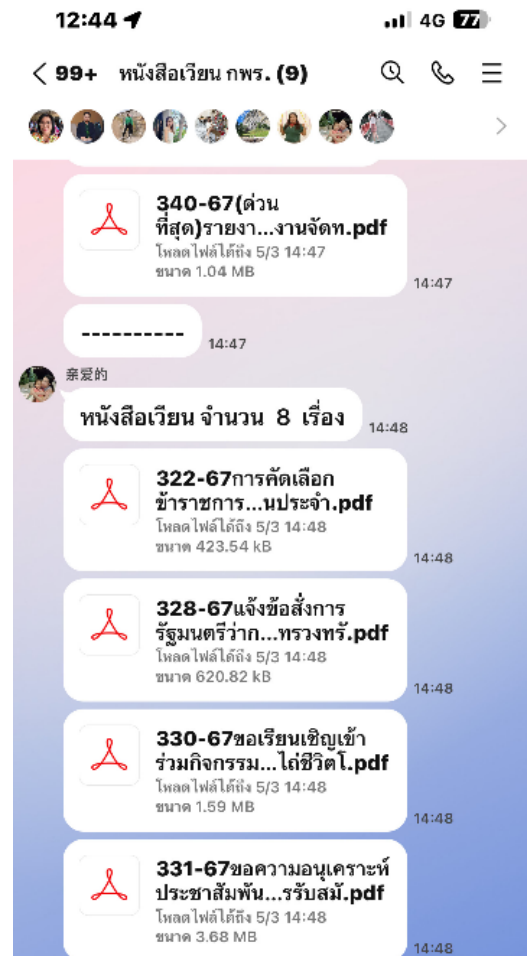 12:44
4G 77
99+ หนังสือเวียน กพร. (9)
340-67(ด่วน
ที่สุด)รายงา...งานจัดท.pdf
โหลดไฟล์ได้ถึง 5/3 14:47
ขนาด 1.04 MB
14:47
----------
14:47
亲爱的
หนังสือเวียน จำนวน 8 เรื่อง
14:48
322-67การคัดเลือก
ข้าราชการ...นประจำ.pdf
โหลดไฟล์ได้ถึง 5/3 14:48
ขนาด 423.54 kB
14:48
328-67แจ้งข้อสั่งการ
รัฐมนตรีว่าก...ทรวงทรั.pdf
โหลดไฟล์ได้ถึง 5/3 14:48
ขนาด 620.82 kB
14:48
330-67ขอเรียนเชิญเข้า
ร่วมกิจกรรม...ไถ่ชีวิตโ.pdf
โหลดไฟล์ได้ถึง 5/3 14:48
ขนาด 1.59 MB
14:48
331-67ขอความอนุเคราะห์
ประชาสัมพัน...รรับสมั.pdf
โหลดไฟล์ได้ถึง 5/3 14:48
ขนาด 3.68 MB
14:48